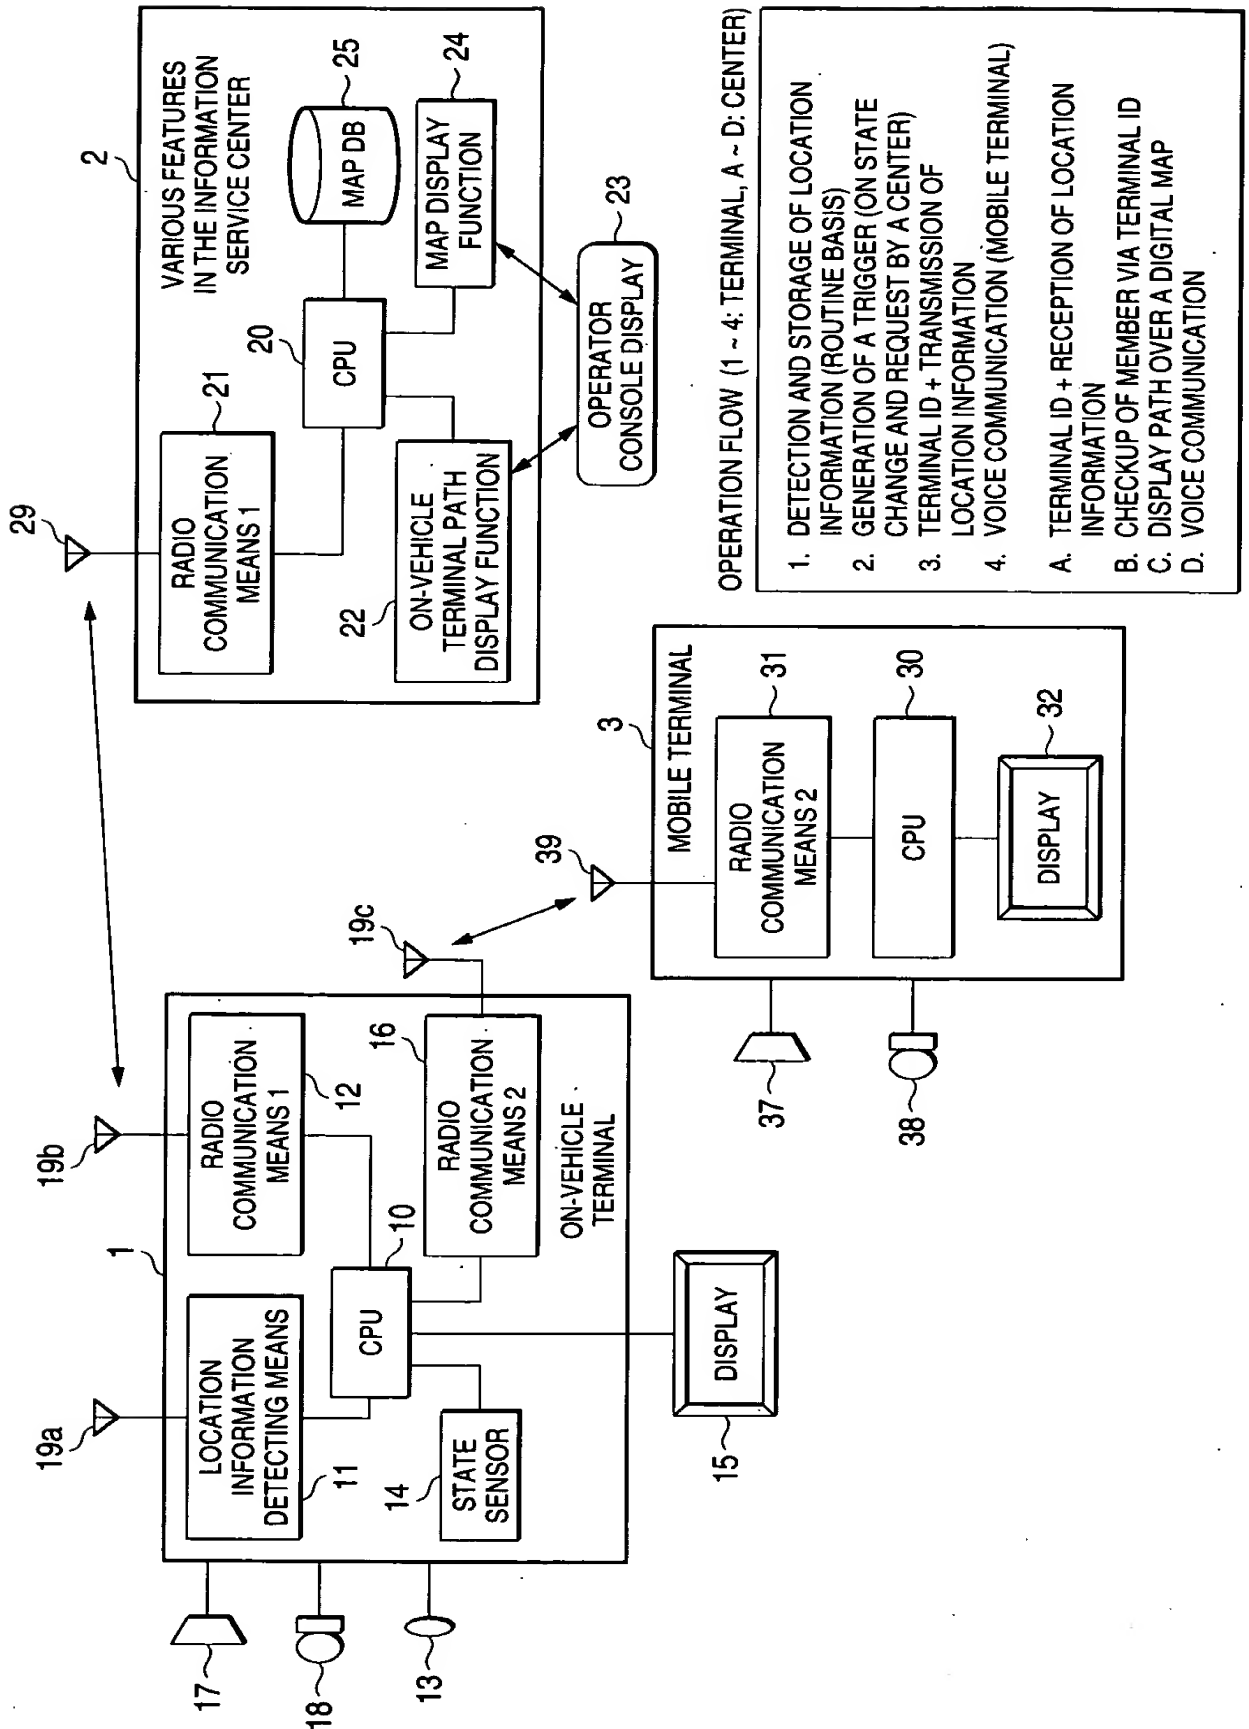 1
19a
19b
19c
LOCATION
INFORMATION
DETECTING MEANS
11
RADIO
COMMUNICATION
MEANS 1
12
CPU
10
RADIO
COMMUNICATION
MEANS 2
16
STATE
SENSOR
14
ON-VEHICLE
TERMINAL
17
18
13
DISPLAY
15
2
29
VARIOUS FEATURES
IN THE INFORMATION
SERVICE CENTER
RADIO
COMMUNICATION
MEANS 1
21
CPU
20
MAP DB
25
ON-VEHICLE
TERMINAL PATH
DISPLAY FUNCTION
22
MAP DISPLAY
FUNCTION
24
OPERATOR
CONSOLE DISPLAY
23
3
39
MOBILE TERMINAL
RADIO
COMMUNICATION
MEANS 2
31
CPU
30
DISPLAY
32
37
38
OPERATION FLOW (1 ~ 4: TERMINAL, A ~ D: CENTER)
1. DETECTION AND STORAGE OF LOCATION
INFORMATION (ROUTINE BASIS)
2. GENERATION OF A TRIGGER (ON STATE
CHANGE AND REQUEST BY A CENTER)
3. TERMINAL ID + TRANSMISSION OF
LOCATION INFORMATION
4. VOICE COMMUNICATION (MOBILE TERMINAL)
A. TERMINAL ID + RECEPTION OF LOCATION
INFORMATION
B. CHECKUP OF MEMBER VIA TERMINAL ID
C. DISPLAY PATH OVER A DIGITAL MAP
D. VOICE COMMUNICATION